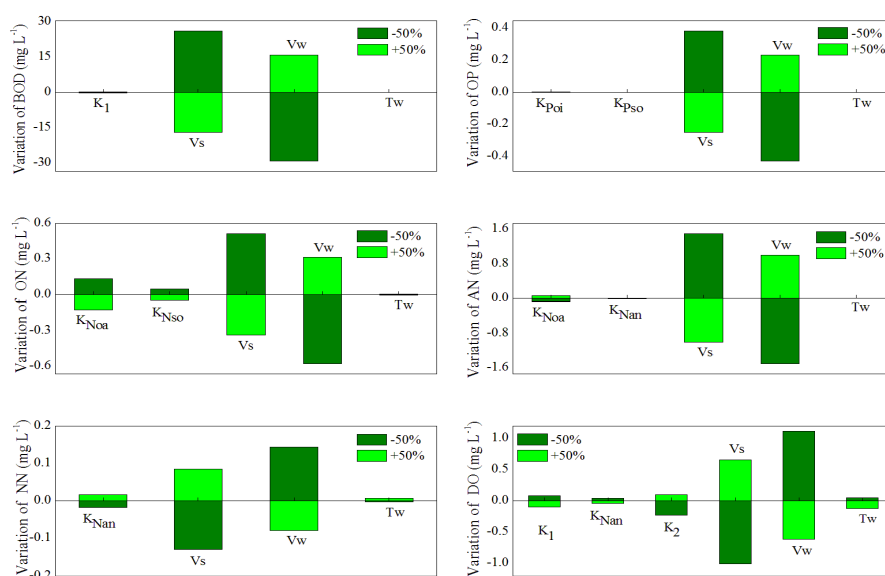 Variation of BOD (mg L-1)
30
15
0
-15
-30
K1
Vs
Vw
Tw
-50%
+50%
Variation of OP (mg L-1)
0.4
0.2
0.0
-0.2
-0.4
KPoi
KPso
Vs
Vw
Tw
-50%
+50%
Variation of ON (mg L-1)
0.6
0.3
0.0
-0.3
-0.6
KNoa
KNso
Vs
Vw
Tw
-50%
+50%
Variation of AN (mg L-1)
1.6
0.8
0.0
-0.8
-1.6
KNoa
KNan
Vs
Vw
Tw
-50%
+50%
Variation of NN (mg L-1)
0.2
0.1
0.0
-0.1
-0.2
KNan
Vs
Vw
Tw
-50%
+50%
Variation of DO (mg L-1)
1.0
0.5
0.0
-0.5
-1.0
K1
KNan
K2
Vs
Vw
Tw
-50%
+50%